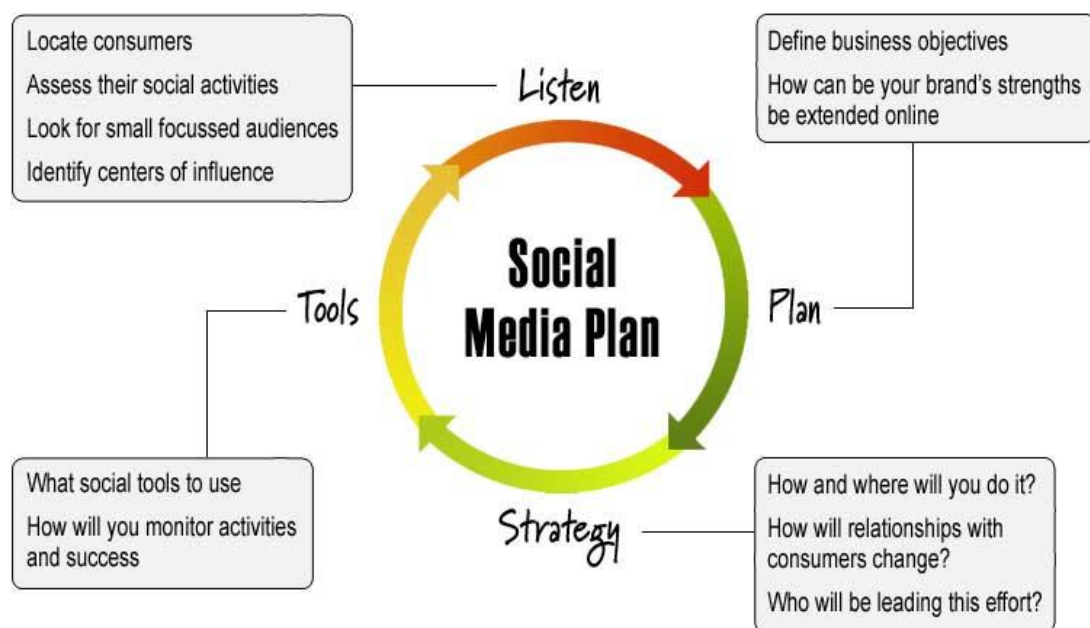 Locate consumers
Assess their social activities
Look for small focussed audiences
Identify centers of influence
Listen
Define business objectives
How can be your brand's strengths
be extended online
Social
Media Plan
Tools
Plan
What social tools to use
How will you monitor activities
and success
Strategy
How and where will you do it?
How will relationships with
consumers change?
Who will be leading this effort?